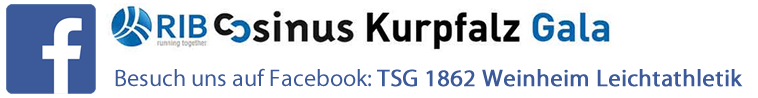 f RIB Cosinus Kurpfalz Gala
running together
Besuch uns auf Facebook: TSG 1862 Weinheim Leichtathletik